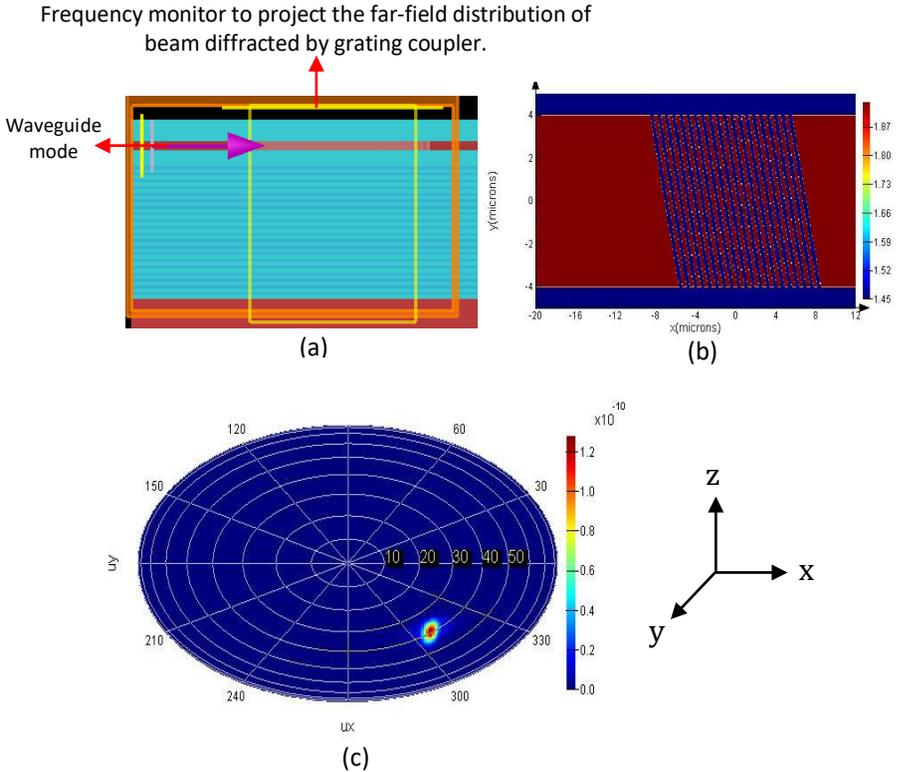 Frequency monitor to project the far-field distribution of
beam diffracted by grating coupler.
Waveguide
mode
(a)
y(microns)
4
2
0
-2
-4
-20
-16
-12
-8
-4
0
4
8
12
x(microns)
1.87
1.80
1.73
1.66
1.59
1.52
1.45
(b)
120
60
150
30
10 20 30 40 50
210
330
240
300
uy
ux
x10
-10
1.2
1.0
0.8
0.6
0.4
0.2
0.0
(c)
z
x
y